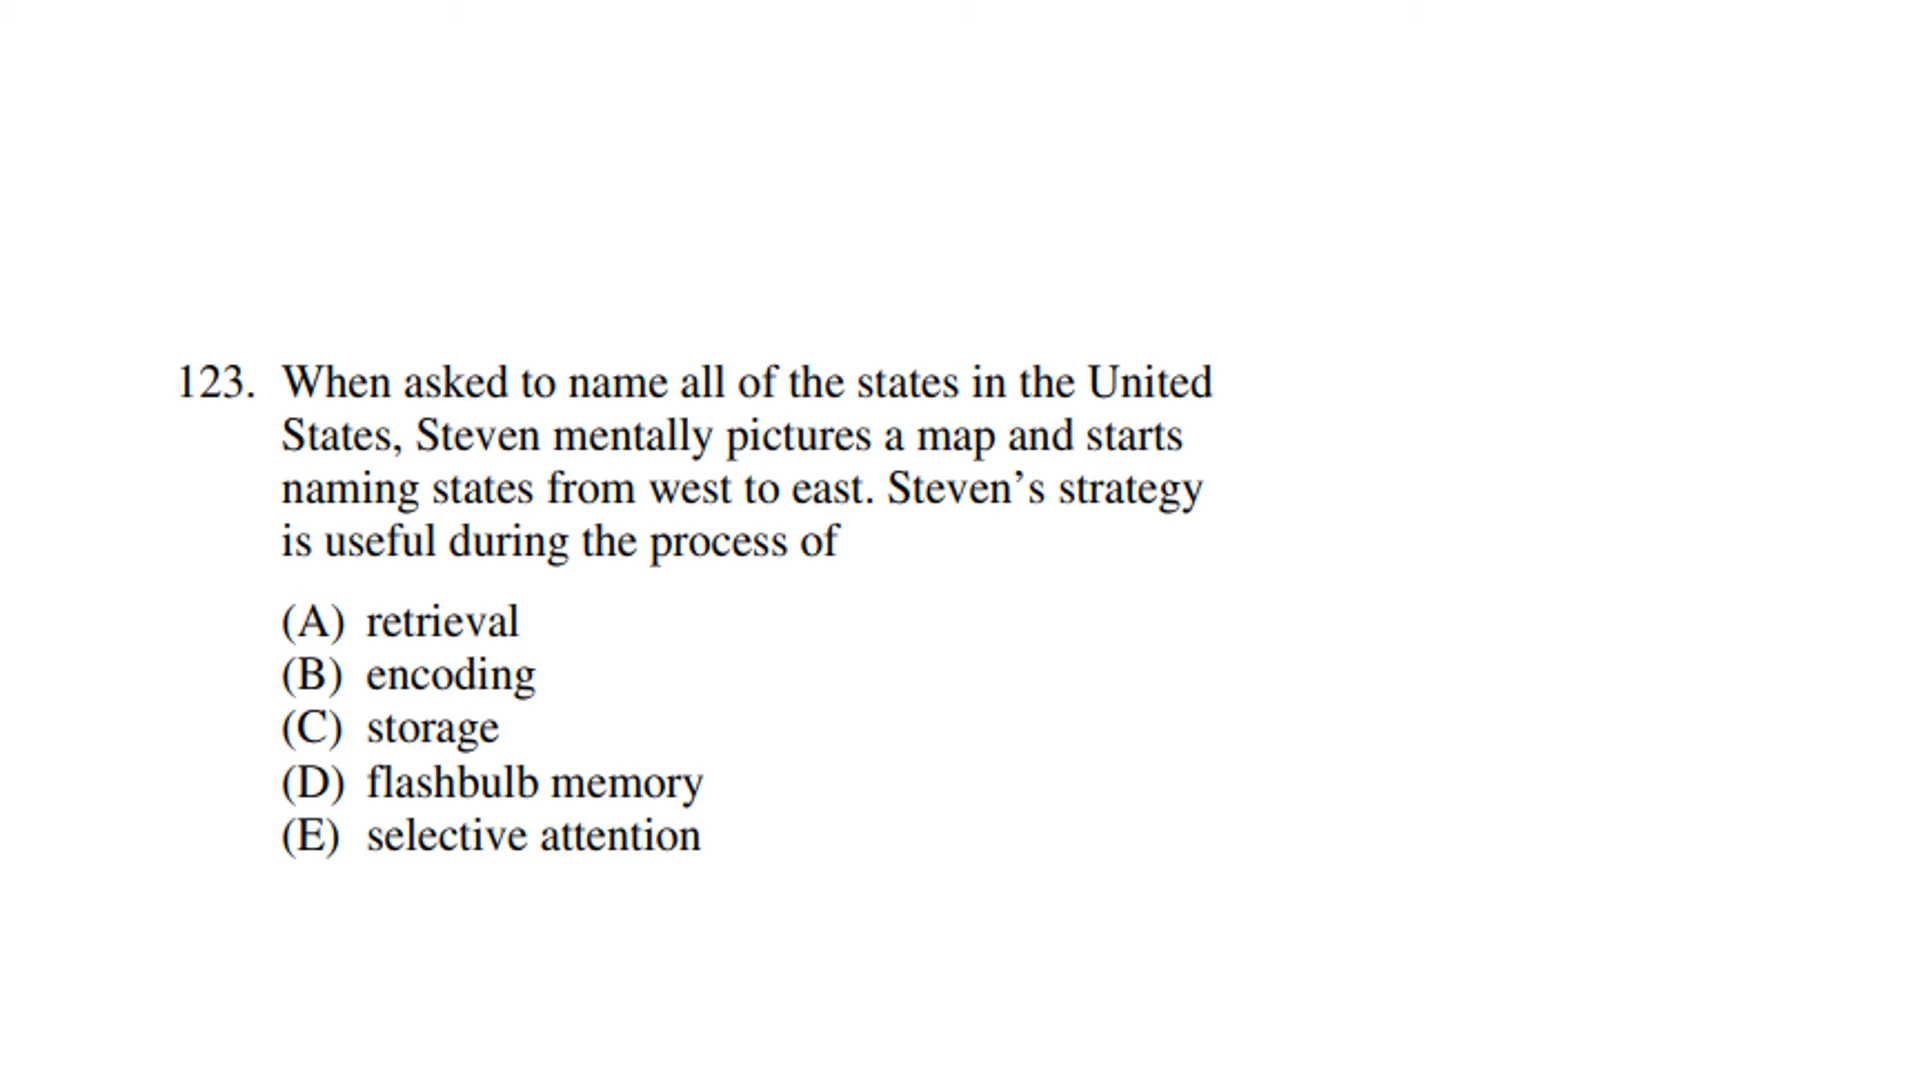 123. When asked to name all of the states in the United
States, Steven mentally pictures a map and starts
naming states from west to east. Steven’s strategy
is useful during the process of
(A) retrieval
(B) encoding
(C) storage
(D) flashbulb memory
(E) selective attention